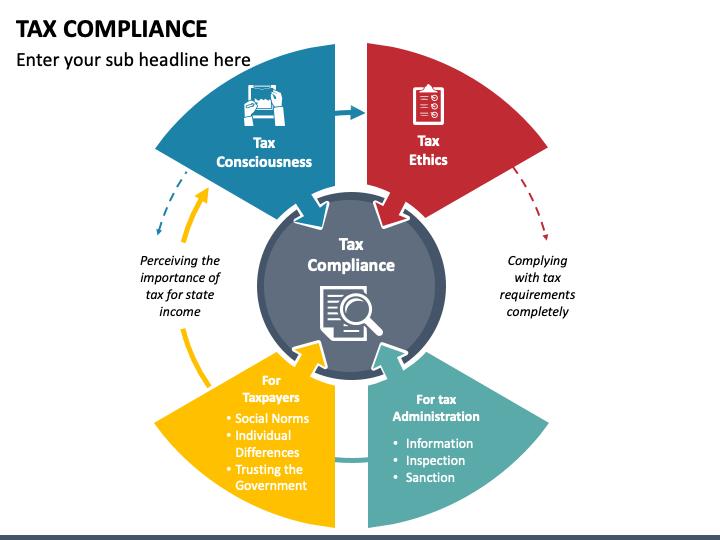 TAX COMPLIANCE
Enter your sub headline here
Tax
Consciousness
Tax
Ethics
Perceiving the
importance of
tax for state
income
Tax
Compliance
Complying
with tax
requirements
completely
For
Taxpayers
• Social Norms
• Individual
Differences
• Trusting the
Government
For tax
Administration
• Information
• Inspection
• Sanction